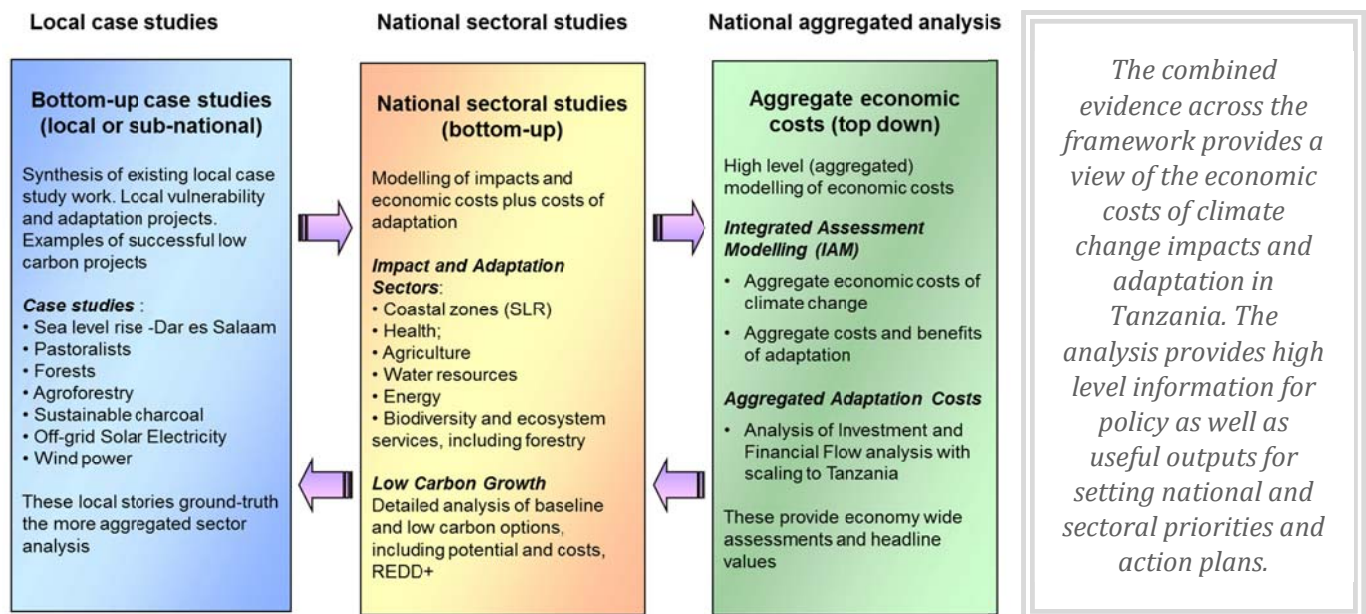 Local case studies
National sectoral studies
National aggregated analysis
Bottom-up case studies
(local or sub-national)
Synthesis of existing local case
study work. Local vulnerability
and adaptation projects.
Examples of successful low
carbon projects
Case studies :
• Sea level rise -Dar es Salaam
• Pastoralists
• Forests
• Agroforestry
• Sustainable charcoal
• Off-grid Solar Electricity
• Wind power
These local stories ground-truth
the more aggregated sector
analysis
National sectoral studies
(bottom-up)
Modelling of impacts and
economic costs plus costs of
adaptation
Impact and Adaptation
Sectors:
• Coastal zones (SLR)
• Health;
• Agriculture
• Water resources
• Energy
• Biodiversity and ecosystem
services, including forestry
Low Carbon Growth
Detailed analysis of baseline
and low carbon options,
including potential and costs,
REDD+
Aggregate economic
costs (top down)
High level (aggregated)
modelling of economic costs
Integrated Assessment
Modelling (IAM)
• Aggregate economic costs of
climate change
• Aggregate costs and benefits
of adaptation
Aggregated Adaptation Costs
• Analysis of Investment and
Financial Flow analysis with
scaling to Tanzania
These provide economy wide
assessments and headline
values
The combined
evidence across the
framework provides a
view of the economic
costs of climate
change impacts and
adaptation in
Tanzania. The
analysis provides high
level information for
policy as well as
useful outputs for
setting national and
sectoral priorities and
action plans.